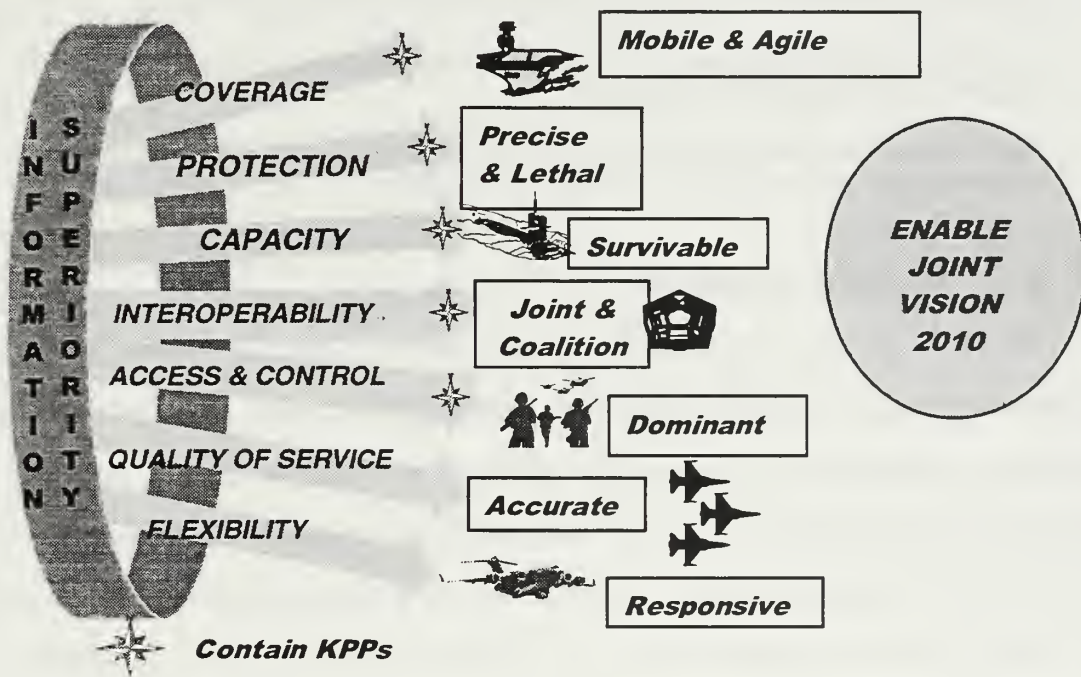 INFORMATION
SUPERIORITY
COVERAGE
Mobile & Agile
PROTECTION
Precise
& Lethal
CAPACITY
Survivable
INTEROPERABILITY
Joint &
Coalition
ACCESS & CONTROL
Dominant
QUALITY OF SERVICE
Accurate
FLEXIBILITY
Responsive
ENABLE
JOINT
VISION
2010
Contain KPPs